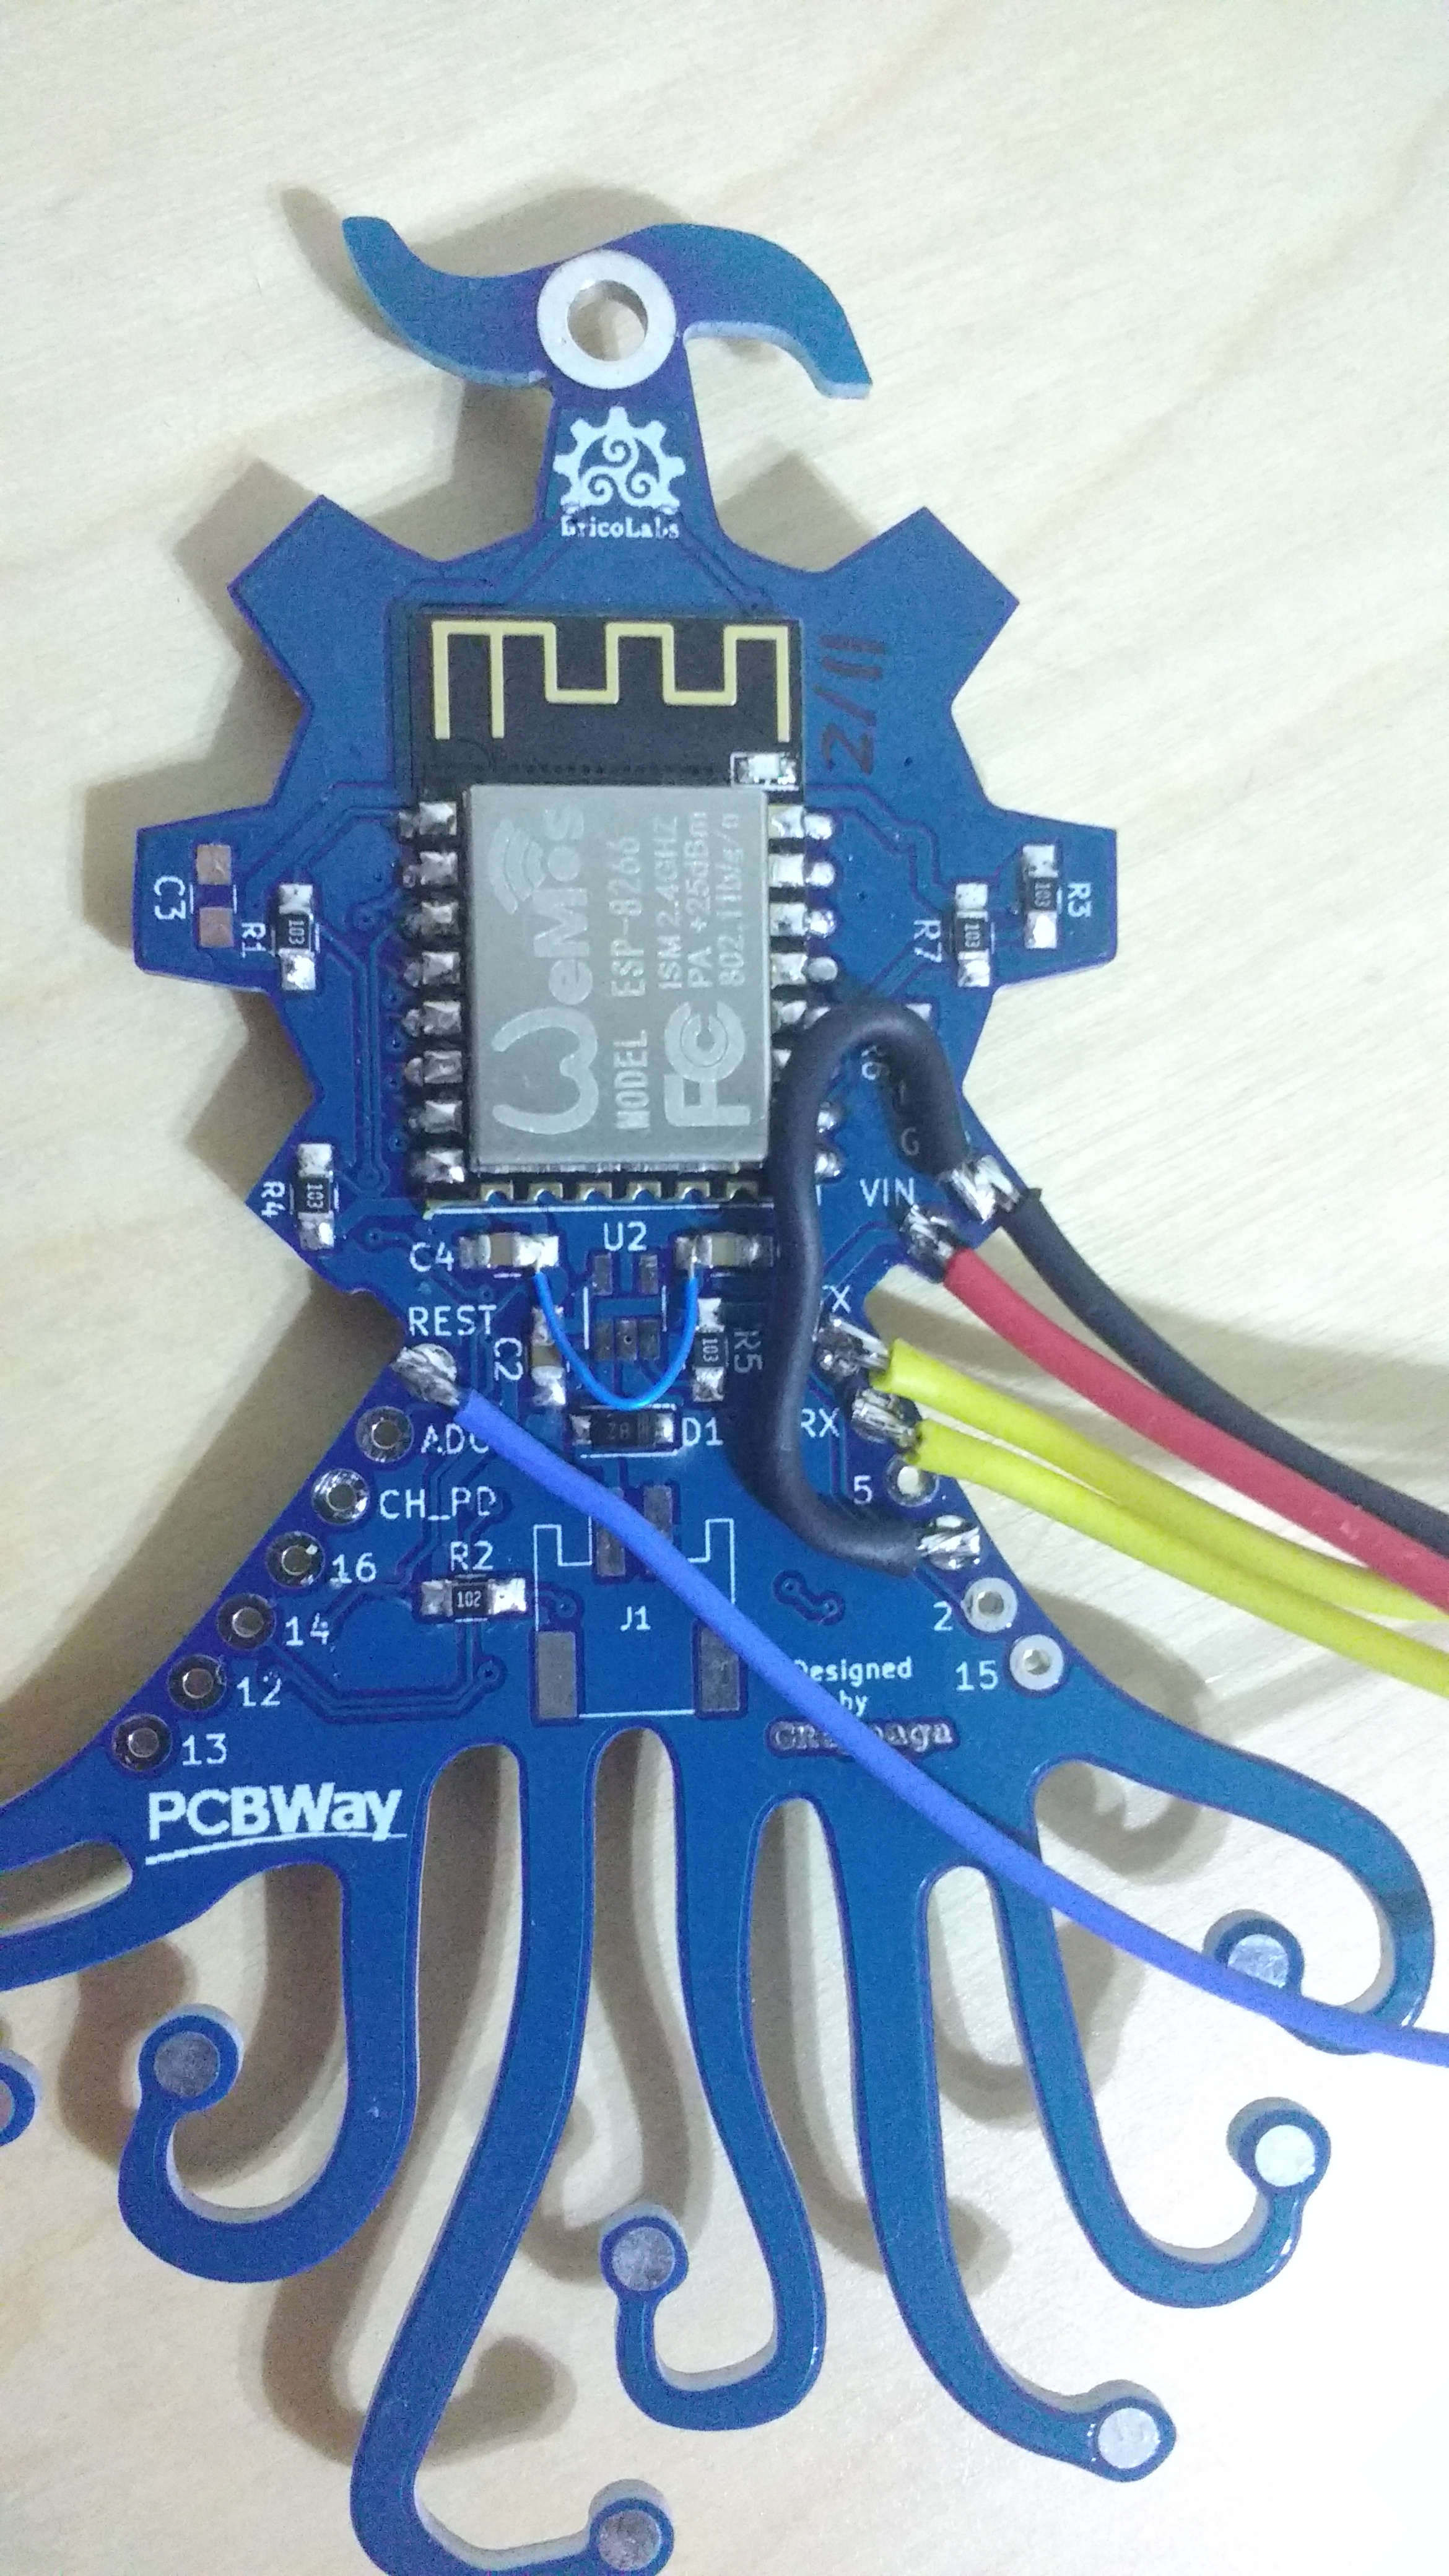 BricoLabs
2/11
WeMos
MODEL ESP-8266
ISM 2.4GHZ
PA +25dBm
802.11b/g/n
FC
C3
R1
103
R7
103
R3
103
R6
G
VIN
R4
103
U2
C4
REST
C2
R5
103
X
RX
D1
ADC
CH_PD
5
16
R2
102
14
J1
2
12
15
13
Designed
by
PCBWay